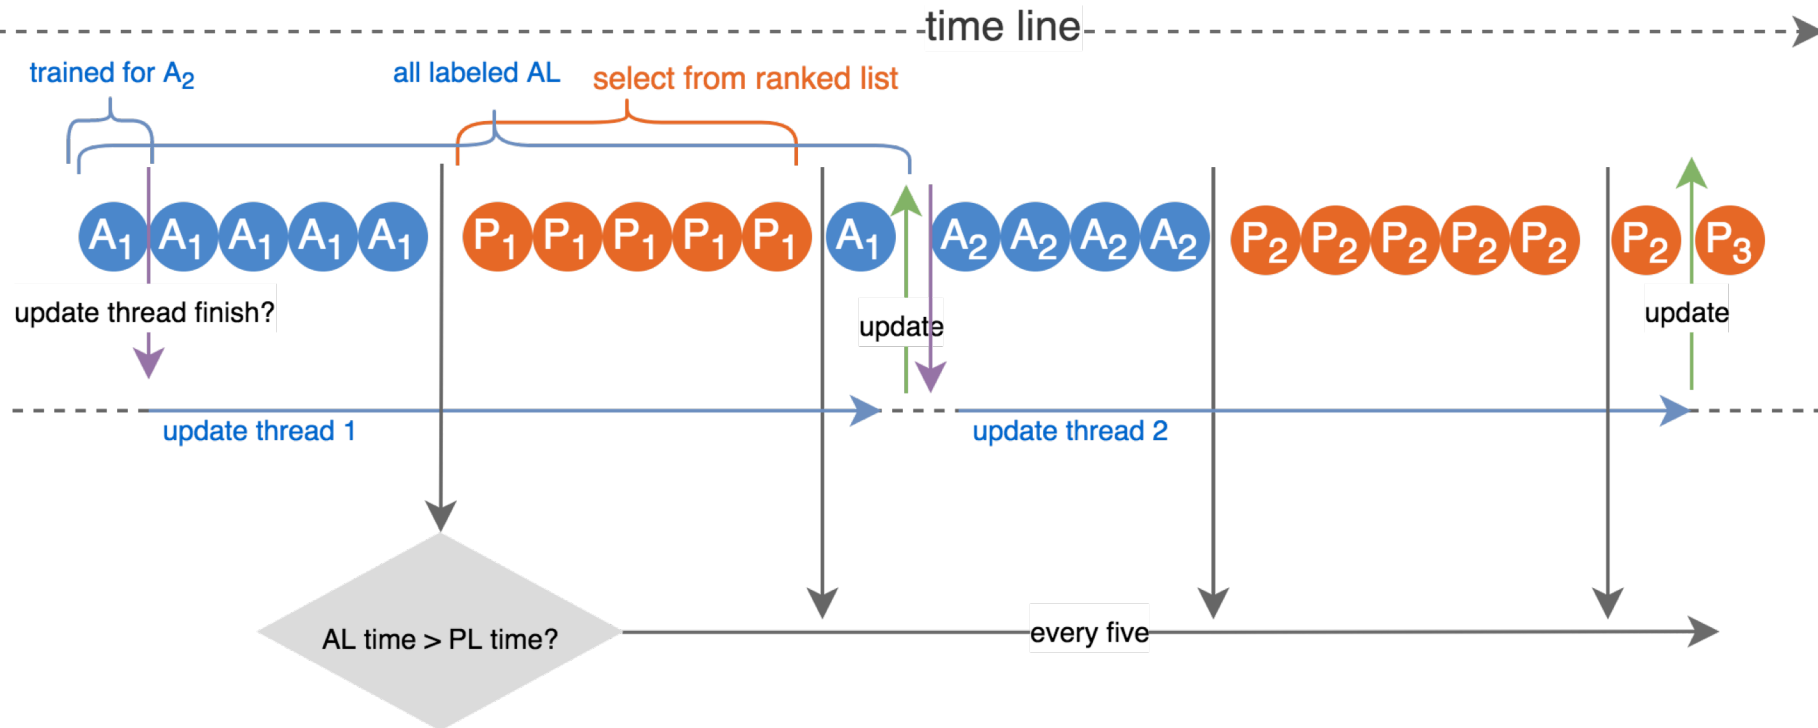 time line
trained for A₂
all labeled AL
select from ranked list
A₁ A₁ A₁ A₁ A₁ P₁ P₁ P₁ P₁ P₁ A₁ A₂ A₂ A₂ A₂ P₂ P₂ P₂ P₂ P₂ P₂ P₃
update thread finish?
update
update
update thread 1
update thread 2
AL time > PL time?
every five